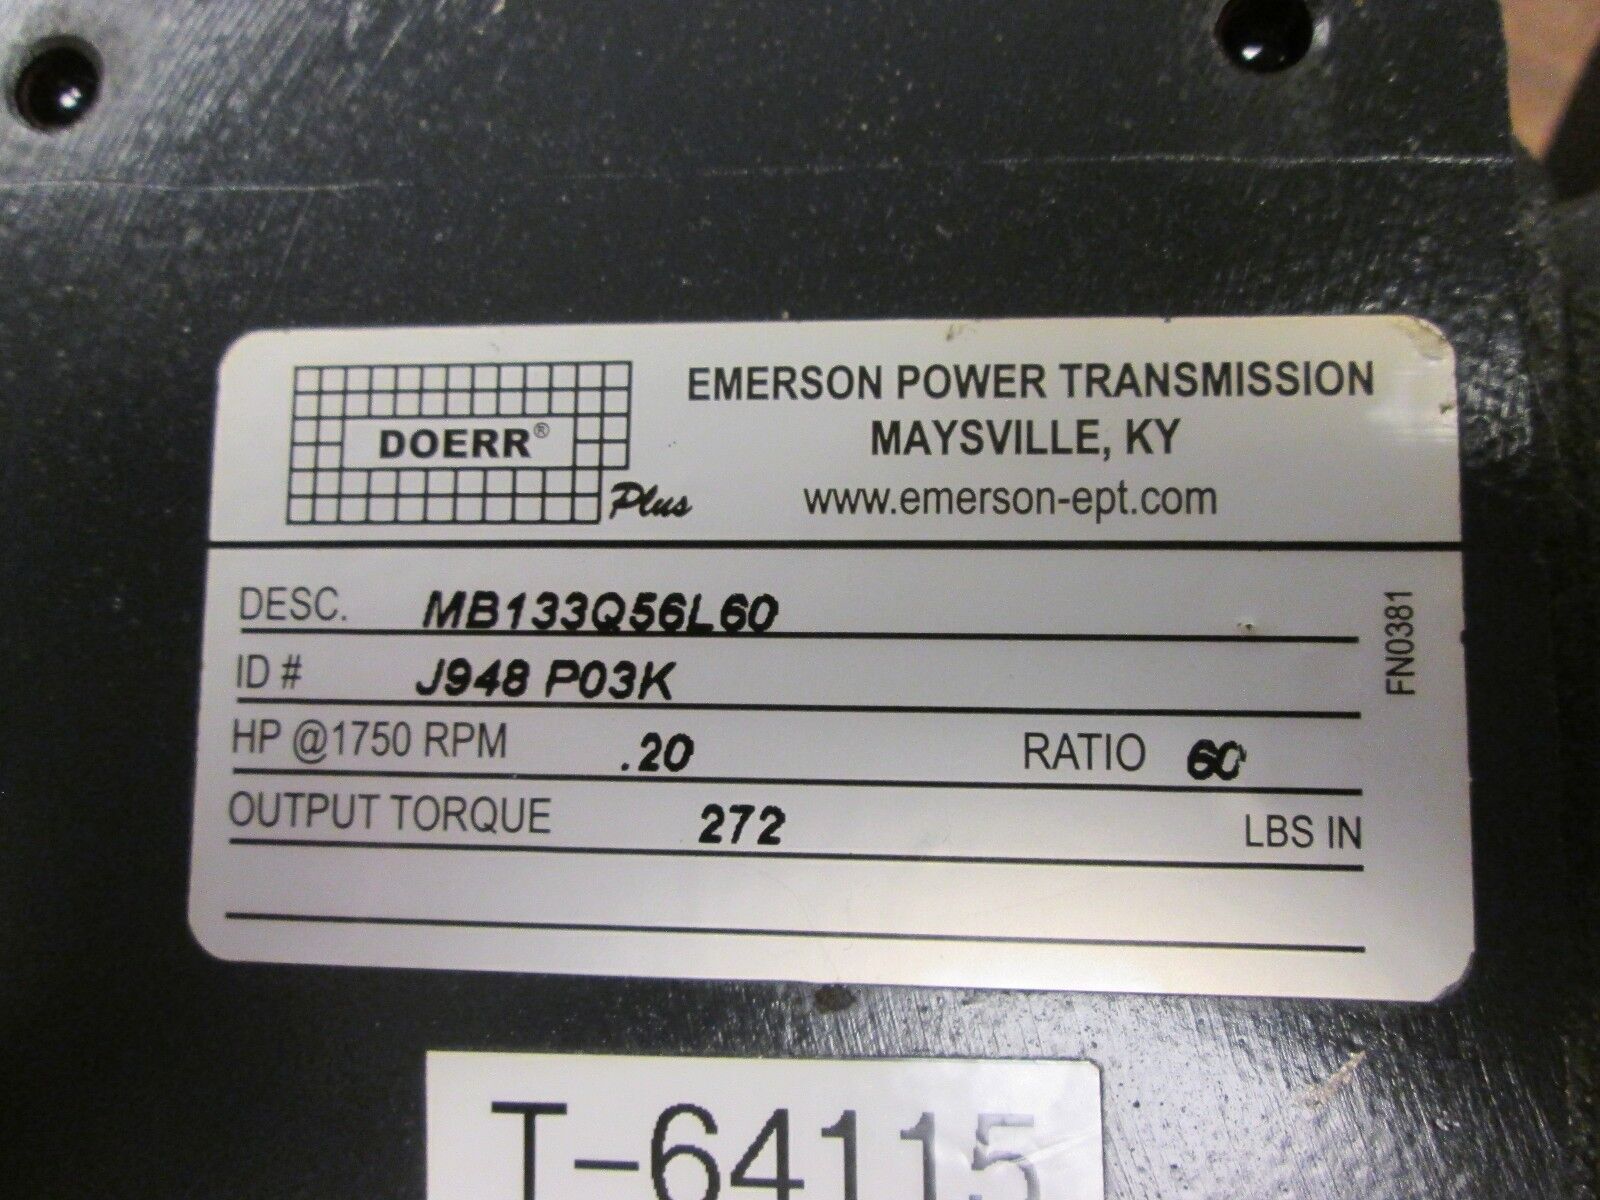 DOERR®
Plus
EMERSON POWER TRANSMISSION
MAYSVILLE, KY
www.emerson-ept.com
DESC. MB133Q56L60
ID # J948 P03K
HP @1750 RPM .20 RATIO 60
OUTPUT TORQUE 272 LBS IN
FN0381
T-64115